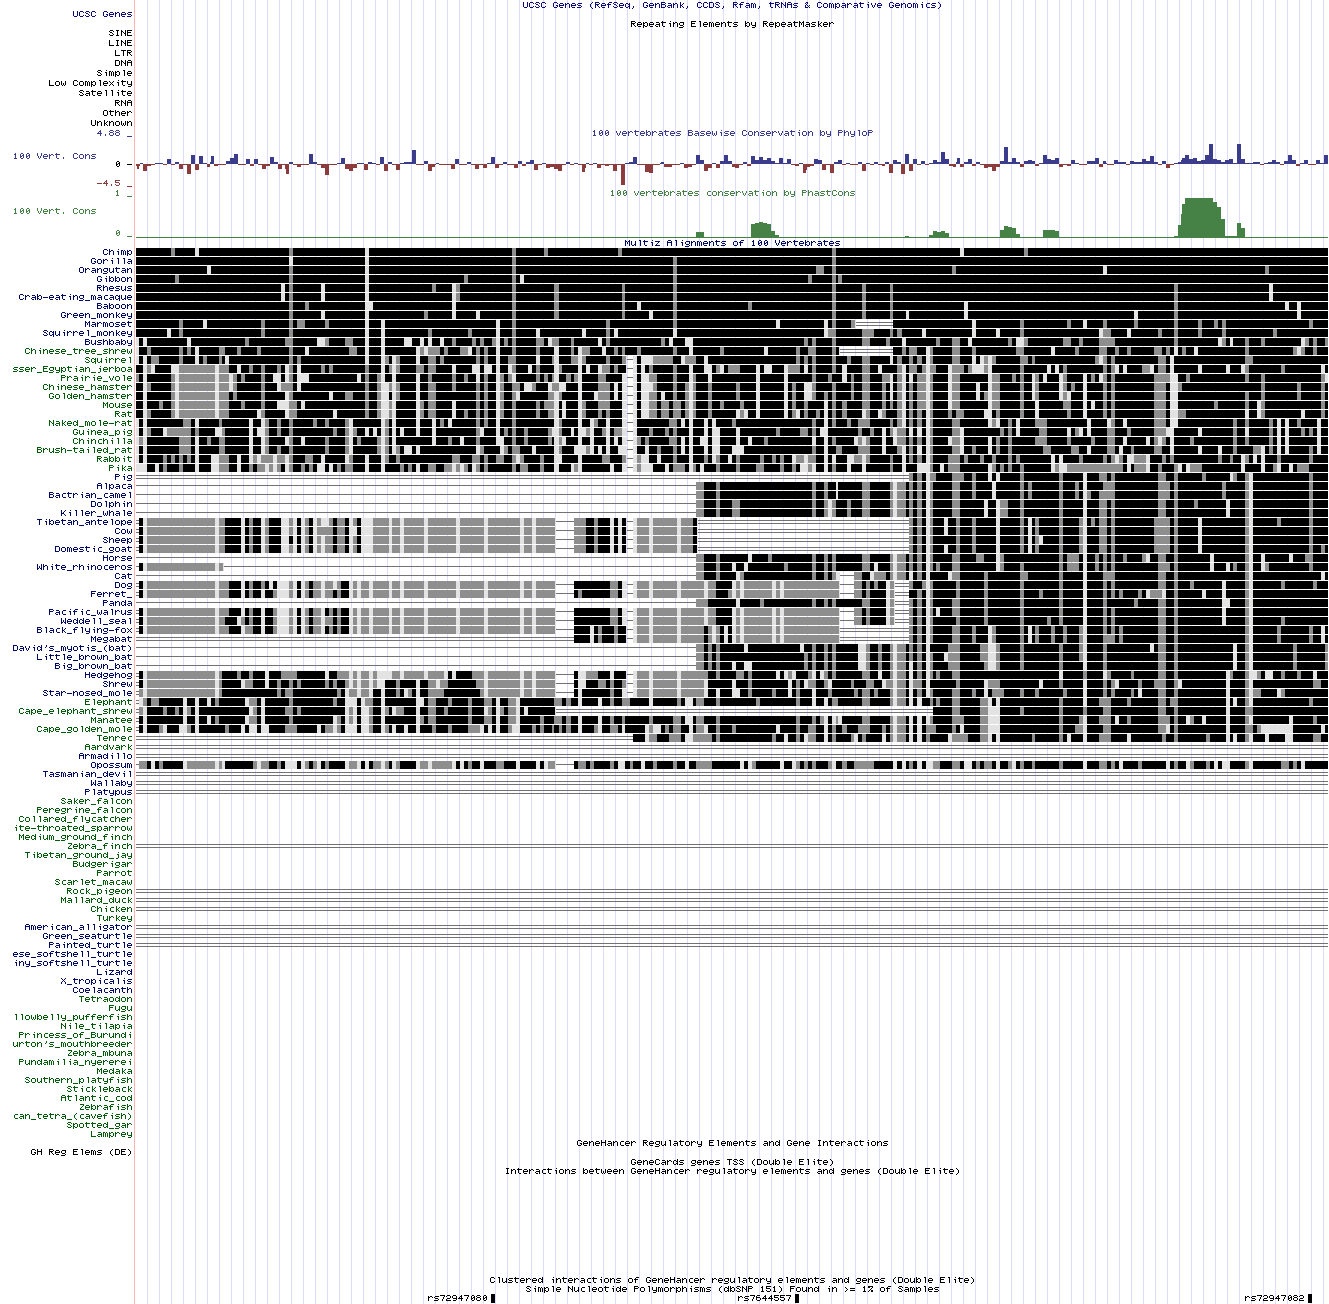 UCSC Genes (RefSeq, GenBank, CCDS, Rfam, tRNAs & Comparative Genomics)
UCSC Genes
Repeating Elements by RepeatMasker
SINE
LINE
LTR
DNA
Simple
Low Complexity
Satellite
RNA
Other
Unknown
4.88 _
100 vertebrates Basewise Conservation by PhyloP
100 Vert. Cons
0 -
-4.5 _
1 _
100 vertebrates conservation by PhastCons
100 Vert. Cons
0 _
Multiz Alignments of 100 Vertebrates
Chimp
Gorilla
Orangutan
Gibbon
Rhesus
Crab-eating_macaque
Baboon
Green_monkey
Marmoset
Squirrel_monkey
Bushbaby
Chinese_tree_shrew
Squirrel
sser_Egyptian_jerboa
Prairie_vole
Chinese_hamster
Golden_hamster
Mouse
Rat
Naked_mole-rat
Guinea_pig
Chinchilla
Brush-tailed_rat
Rabbit
Pika
Pig
Alpaca
Bactrian_camel
Dolphin
Killer_whale
Tibetan_antelope
Cow
Sheep
Domestic_goat
Horse
White_rhinoceros
Cat
Dog
Ferret_
Panda
Pacific_walrus
Weddell_seal
Black_flying-fox
Megabat
David's_myotis_(bat)
Little_brown_bat
Big_brown_bat
Hedgehog
Shrew
Star-nosed_mole
Elephant
Cape_elephant_shrew
Manatee
Cape_golden_mole
Tenrec
Aardvark
Armadillo
Opossum
Tasmanian_devil
Wallaby
Platypus
Saker_falcon
Peregrine_falcon
Collared_flycatcher
ite-throated_sparrow
Medium_ground_finch
Zebra_finch
Tibetan_ground_jay
Budgerigar
Parrot
Scarlet_macaw
Rock_pigeon
Mallard_duck
Chicken
Turkey
American_alligator
Green_seaturtle
Painted_turtle
ese_softshell_turtle
iny_softshell_turtle
Lizard
X_tropicalis
Coelacanth
Tetraodon
Fugu
llowbelly_pufferfish
Nile_tilapia
Princess_of_Burundi
urton's_mouthbreeder
Zebra_mbuna
Pundamilia_nyererei
Medaka
Southern_platyfish
Stickleback
Atlantic_cod
Zebrafish
can_tetra_(cavefish)
Spotted_gar
Lamprey
GeneHancer Regulatory Elements and Gene Interactions
GH Reg Elems (DE)
GeneCards genes TSS (Double Elite)
Interactions between GeneHancer regulatory elements and genes (Double Elite)
Clustered interactions of GeneHancer regulatory elements and genes (Double Elite)
Simple Nucleotide Polymorphisms (dbSNP 151) Found in >= 1% of Samples
rs72947080 rs7644557 rs72947082